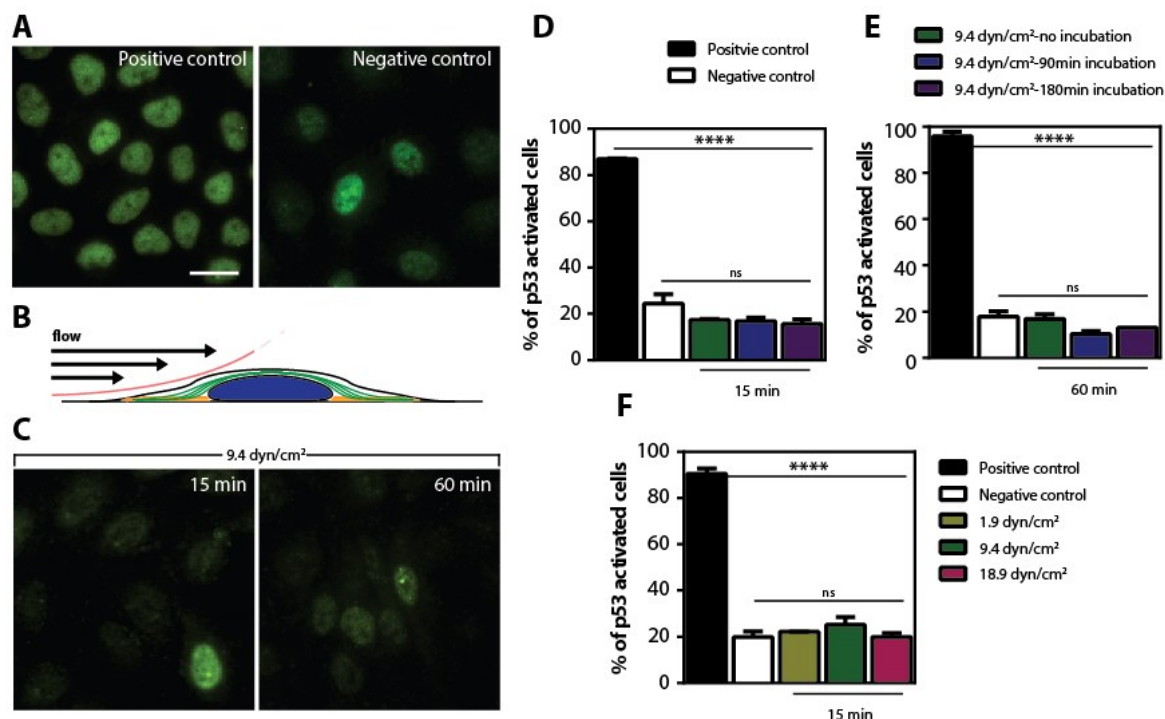 A
Positive control
Negative control
B
flow
C
9.4 dyn/cm²
15 min
60 min
D
Positvie control
Negative control
% of p53 activated cells
100
80
60
40
20
0
****
ns
15 min
E
9.4 dyn/cm²-no incubation
9.4 dyn/cm²-90min incubation
9.4 dyn/cm²-180min incubation
% of p53 activated cells
100
80
60
40
20
0
****
ns
60 min
F
% of p53 activated cells
100
80
60
40
20
0
****
ns
15 min
Positive control
Negative control
1.9 dyn/cm²
9.4 dyn/cm²
18.9 dyn/cm²